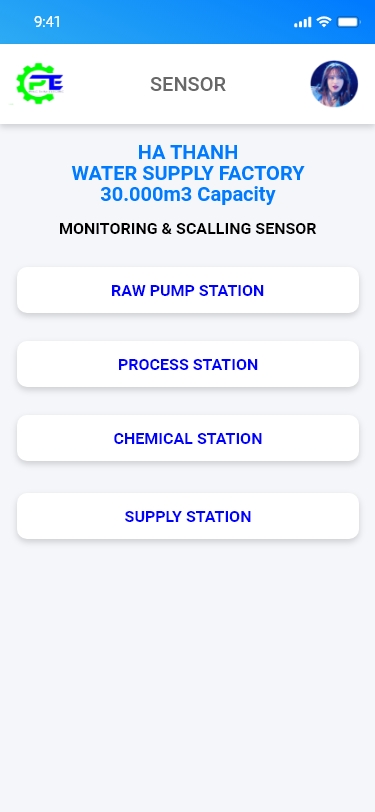 9:41
SENSOR
HA THANH
WATER SUPPLY FACTORY
30.000m3 Capacity
MONITORING & SCALLING SENSOR
RAW PUMP STATION
PROCESS STATION
CHEMICAL STATION
SUPPLY STATION